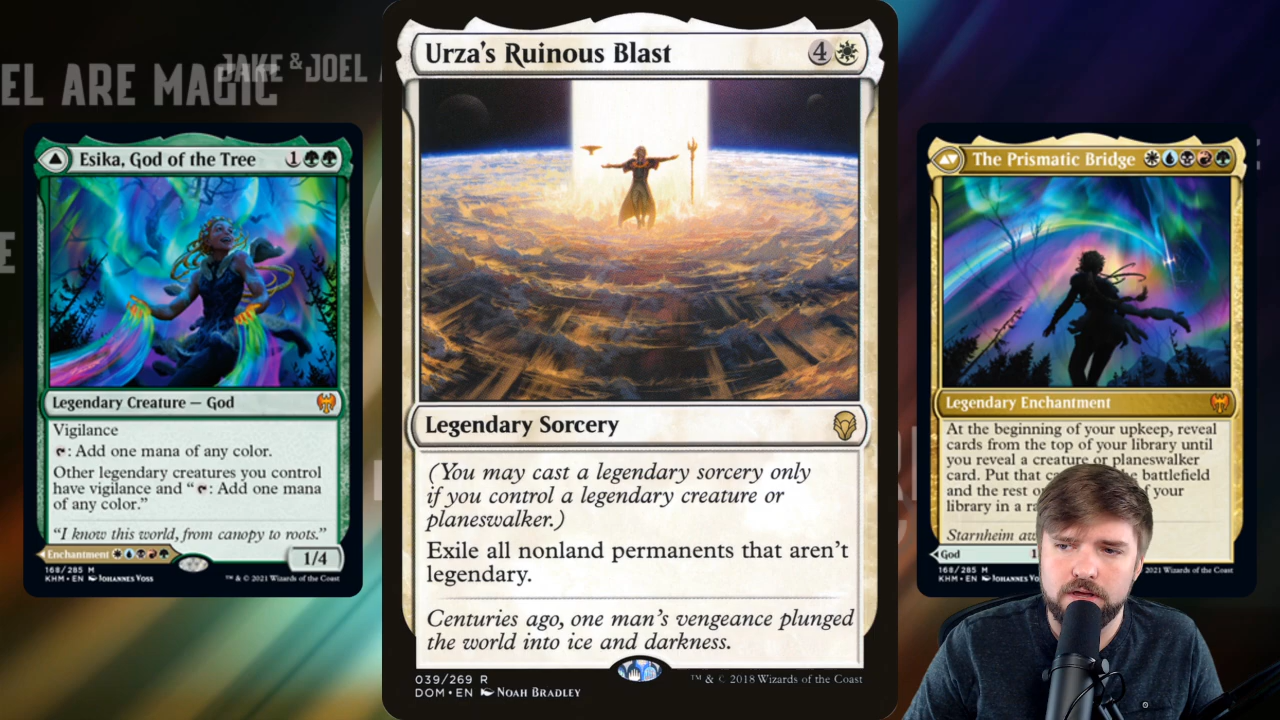 EL ARE MAGIC
JAKE & JOEL
Esika, God of the Tree 1
Legendary Creature — God
Vigilance
: Add one mana of any color.
Other legendary creatures you control
have vigilance and “ : Add one mana
of any color.”
“I know this world, from canopy to roots.”
Enchantment
1/4
168/285 M
KHM • EN Johannes Voss
™ & © 2021 Wizards of the Coast
Urza's Ruinous Blast 4
Legendary Sorcery
(You may cast a legendary sorcery only
if you control a legendary creature or
planeswalker.)
Exile all nonland permanents that aren't
legendary.
Centuries ago, one man's vengeance plunged
the world into ice and darkness.
039/269 R
DOM • EN Noah Bradley
™ & © 2018 Wizards of the Coast
The Prismatic Bridge
Legendary Enchantment
At the beginning of your upkeep, reveal
cards from the top of your library until
you reveal a creature or planeswalker
card. Put that battlefield
and the rest of your
library in a
Starnheim
God 1
168/285 M
KHM • EN Johannes
2021 Wizards of the Coast